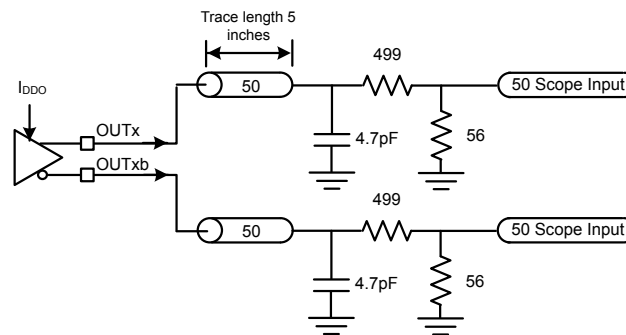 Trace length 5
inches
499
IDDO
50
50 Scope Input
OUTx
4.7pF
56
OUTxb
499
50
50 Scope Input
4.7pF
56